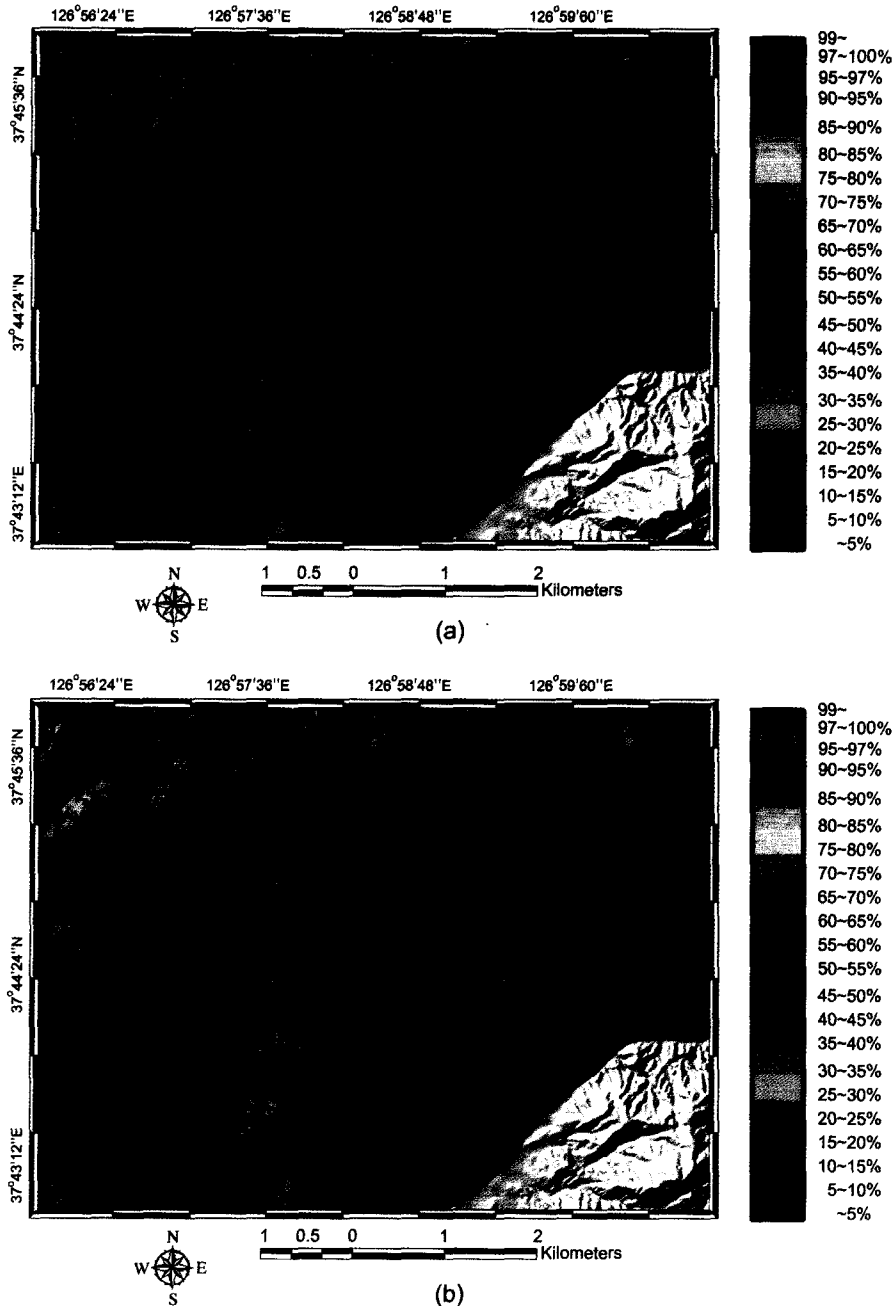 126°56'24''E 126°57'36''E 126°58'48''E 126°59'60''E
37°45'36''N
37°44'24''N
37°43'12''E
99~
97~100%
95~97%
90~95%
85~90%
80~85%
75~80%
70~75%
65~70%
60~65%
55~60%
50~55%
45~50%
40~45%
35~40%
30~35%
25~30%
20~25%
15~20%
10~15%
5~10%
~5%
N
W E
S
1 0.5 0 1 2
Kilometers
(a)
126°56'24''E 126°57'36''E 126°58'48''E 126°59'60''E
37°45'36''N
37°44'24''N
37°43'12''E
99~
97~100%
95~97%
90~95%
85~90%
80~85%
75~80%
70~75%
65~70%
60~65%
55~60%
50~55%
45~50%
40~45%
35~40%
30~35%
25~30%
20~25%
15~20%
10~15%
5~10%
~5%
N
W E
S
1 0.5 0 1 2
Kilometers
(b)